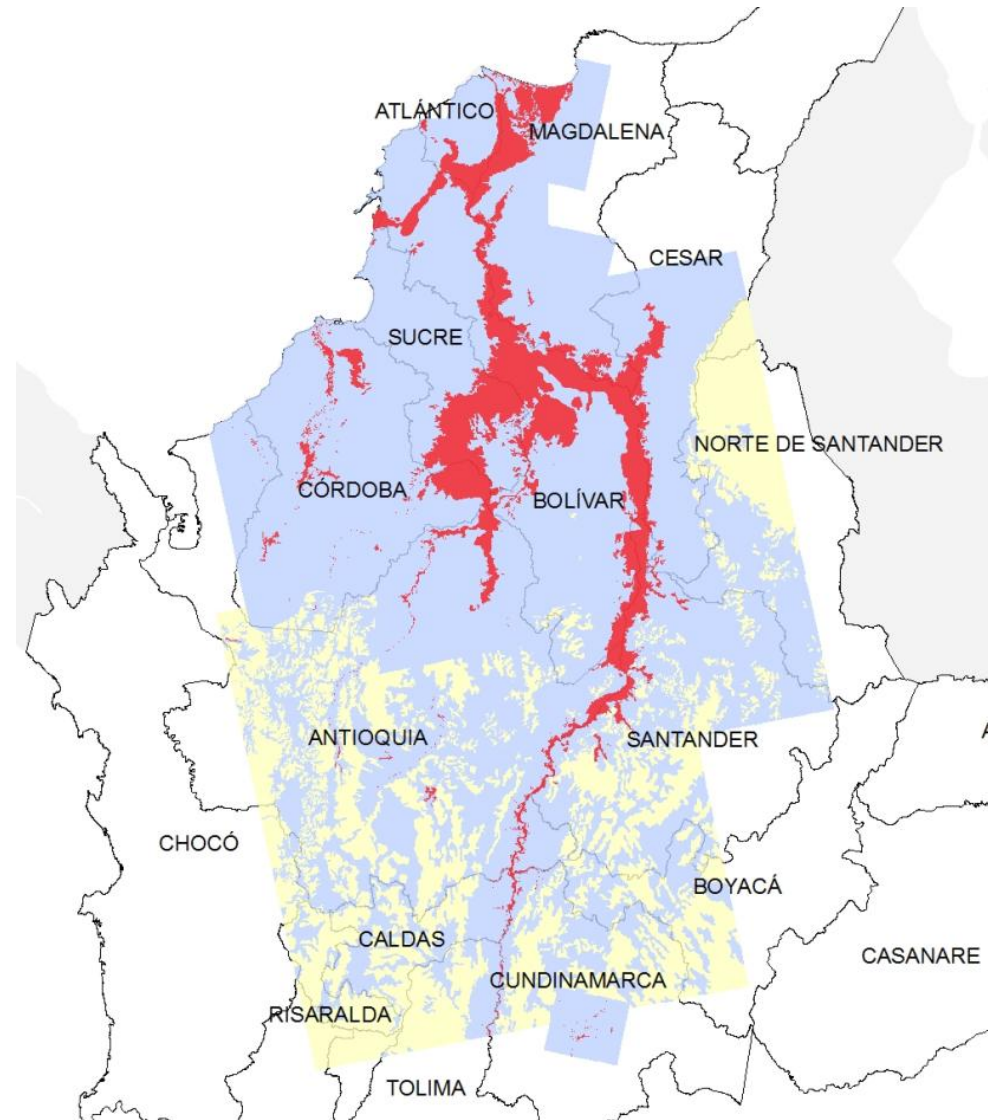 ATLÁNTICO
MAGDALENA
CESAR
SUCRE
NORTE DE SANTANDER
CÓRDOBA
BOLÍVAR
ANTIOQUIA
SANTANDER
A
CHOCÓ
BOYACÁ
CALDAS
CASANARE
CUNDINAMARCA
RISARALDA
TOLIMA